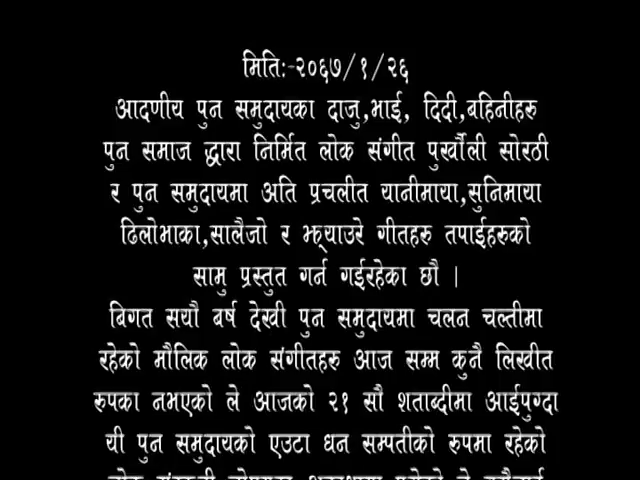 मिति:-२०६७/१/२६
आदणीय पुन समुदायका दाजु,भाई, दिदी,बहिनीहरु
पुन समाज द्धारा निर्मित लोक संगीत पुर्खौली सोरठी
र पुन समुदायमा अति प्रचलीत यानीमाया,सुनिमाया
ढिलोभाका,सालैजो र झ्याउरे गीतहरु तपाईहरुको
सामु प्रस्तुत गर्न गईरहेका छौ ।
बिगत सयौ बर्ष देखी पुन समुदायमा चलन चल्तीमा
रहेको मौलिक लोक संगीतहरु आज सम्म कुनै लिखीत
रुपका नभएको ले आजको २१ सौ शताब्दीमा आईपुग्दा
यी पुन समुदायको एउटा धन सम्पतीको रुपमा रहेको